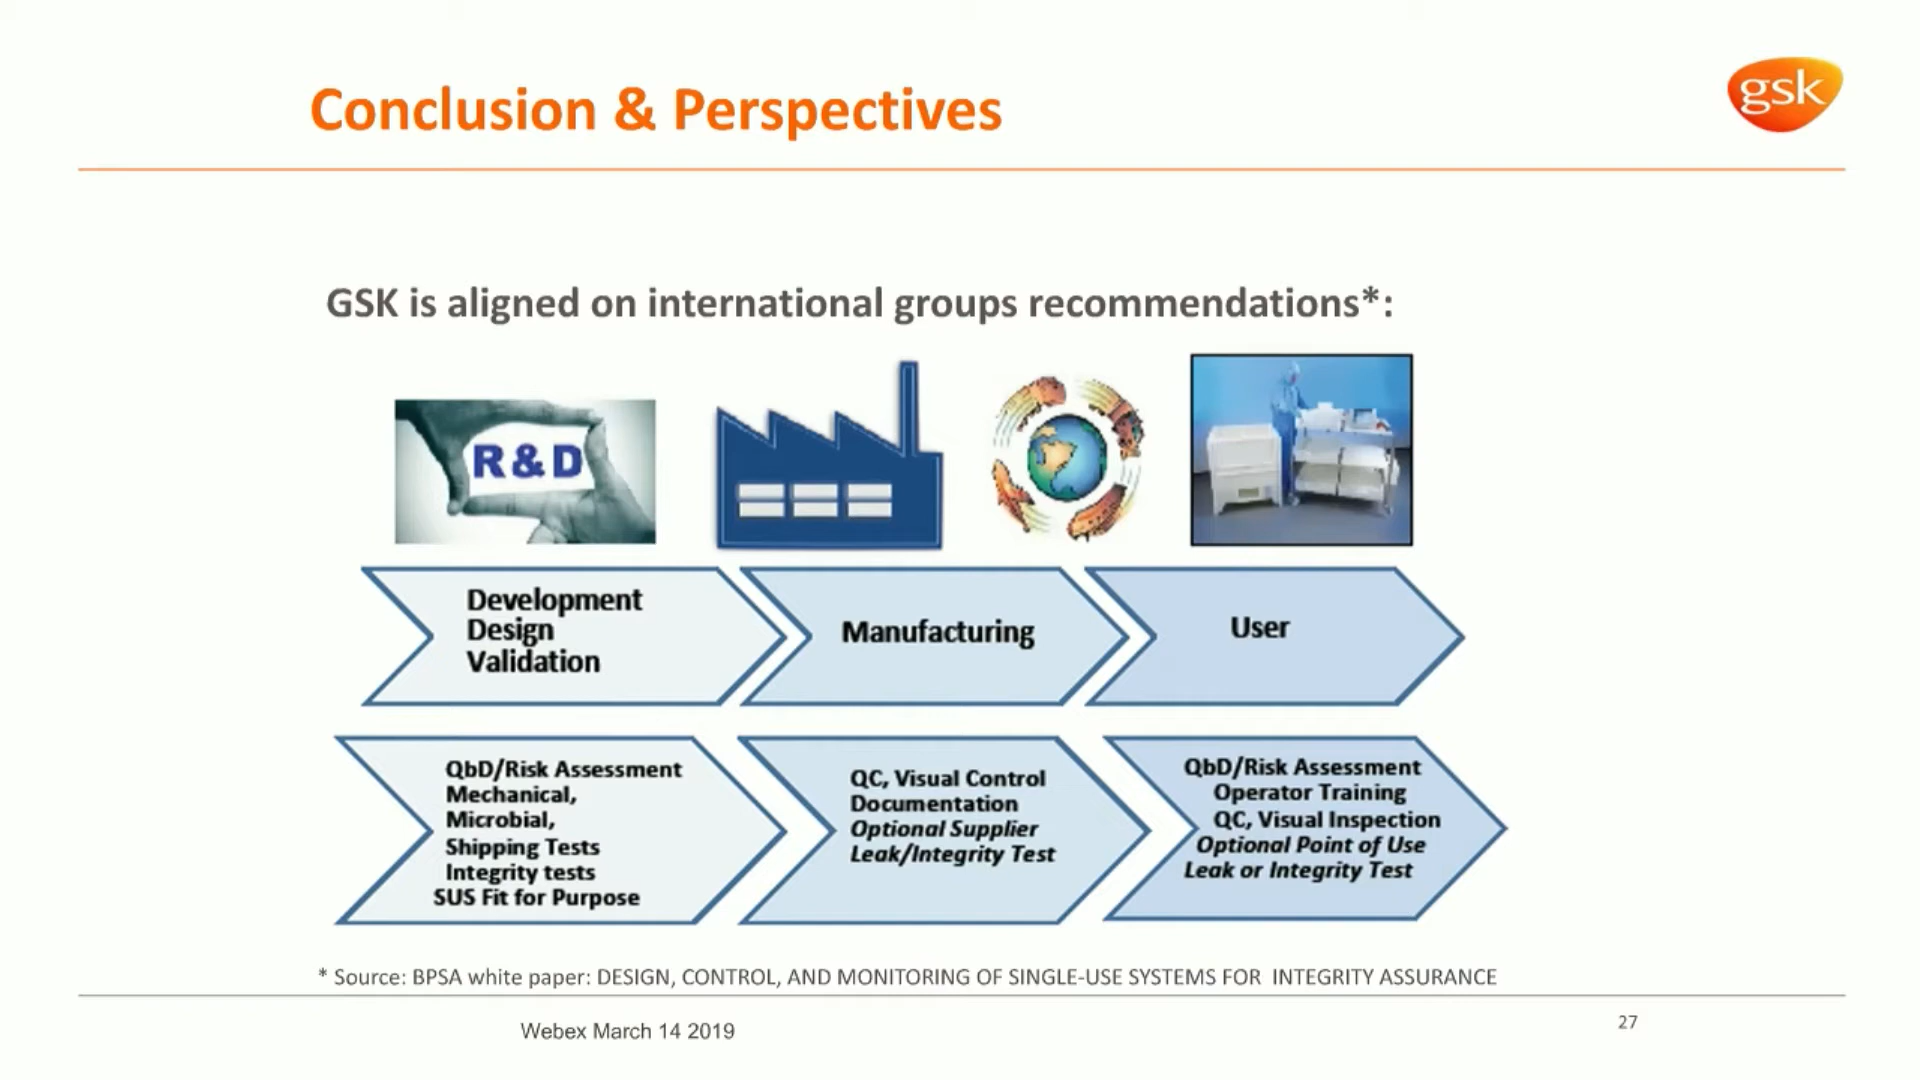 Conclusion & Perspectives
gsk
GSK is aligned on international groups recommendations*:
R & D
Development
Design
Validation
Manufacturing
User
QbD/Risk Assessment
Mechanical,
Microbial,
Shipping Tests
Integrity tests
SUS Fit for Purpose
QC, Visual Control
Documentation
Optional Supplier
Leak/Integrity Test
QbD/Risk Assessment
Operator Training
QC, Visual Inspection
Optional Point of Use
Leak or Integrity Test
* Source: BPSA white paper: DESIGN, CONTROL, AND MONITORING OF SINGLE-USE SYSTEMS FOR INTEGRITY ASSURANCE
Webex March 14 2019
27